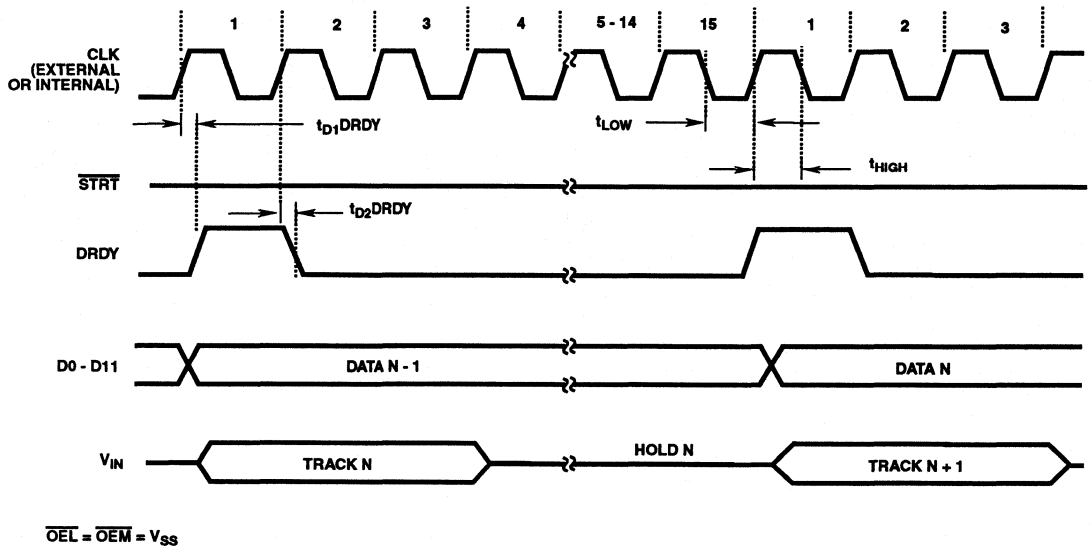 1 2 3 4 5 - 14 15 1 2 3
CLK
(EXTERNAL
OR INTERNAL)
tD1DRDY
tLOW
tHIGH
STRT
tD2DRDY
DRDY
D0 - D11
DATA N - 1
DATA N
VIN
TRACK N
HOLD N
TRACK N + 1
OEL = OEM = VSS